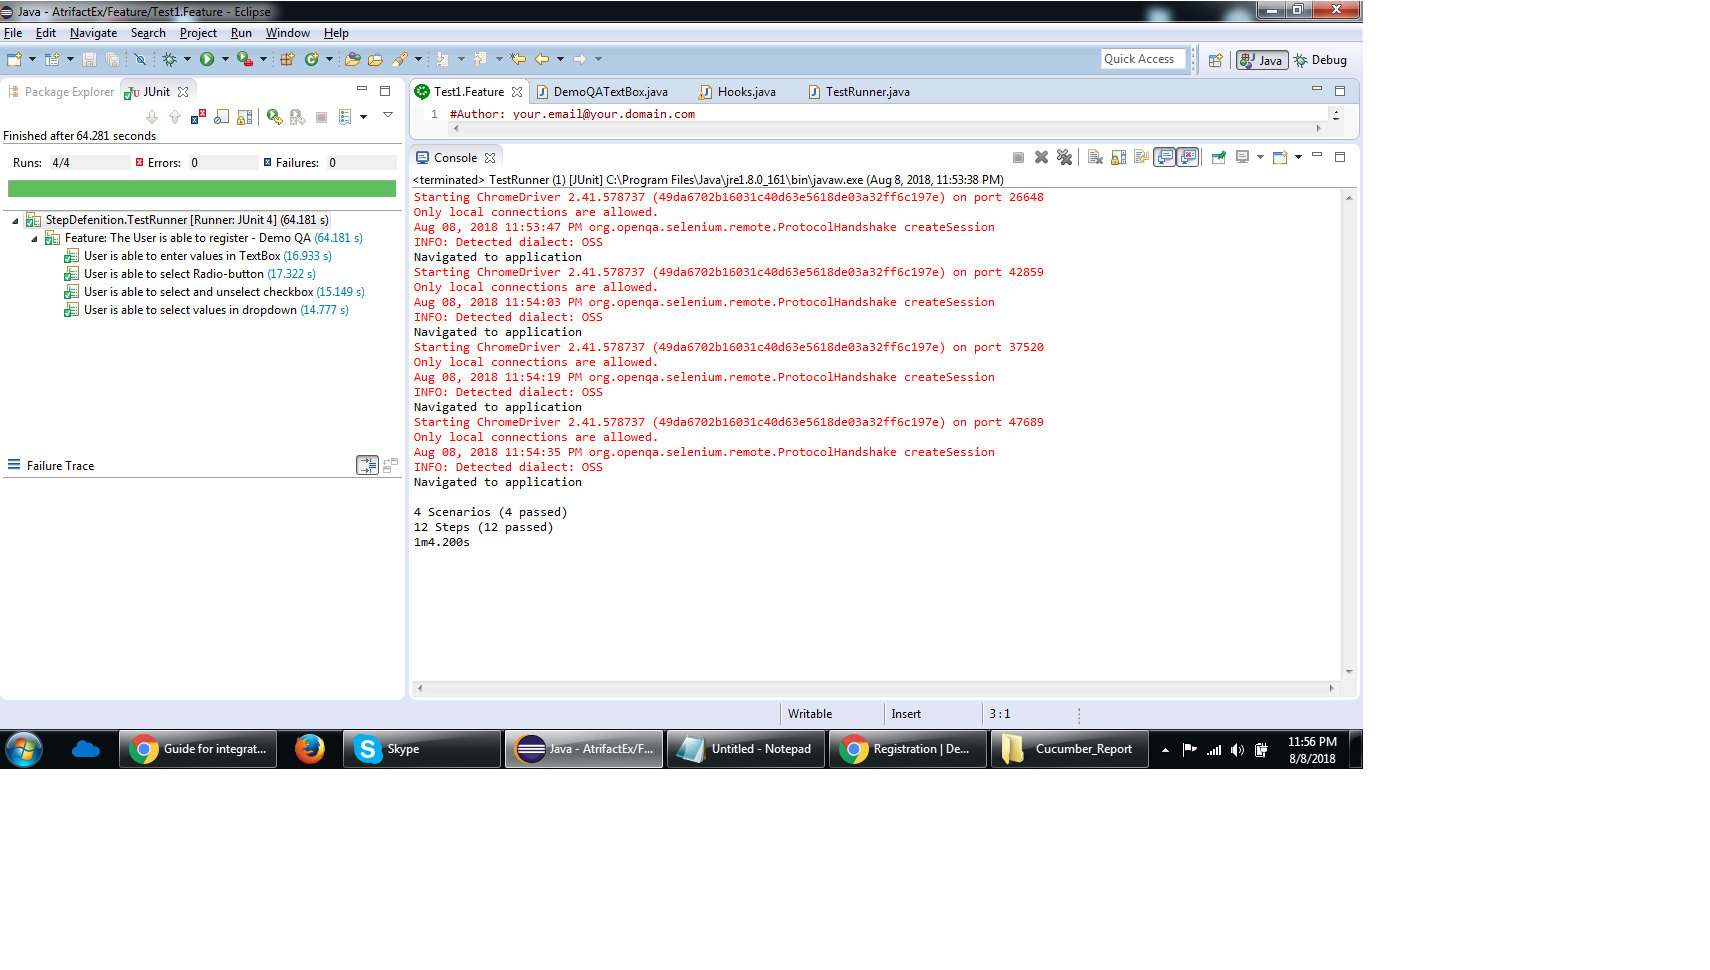 Java - AtrifactEx/Feature/Test1.Feature - Eclipse
File Edit Navigate Search Project Run Window Help
Quick Access Java Debug
Package Explorer JUnit
Finished after 64.281 seconds
Runs: 4/4 Errors: 0 Failures: 0
StepDefenition.TestRunner [Runner: JUnit 4] (64.181 s)
Feature: The User is able to register - Demo QA (64.181 s)
User is able to enter values in TextBox (16.933 s)
User is able to select Radio-button (17.322 s)
User is able to select and unselect checkbox (15.149 s)
User is able to select values in dropdown (14.777 s)
Failure Trace
Test1.Feature DemoQATextBox.java Hooks.java TestRunner.java
1 #Author: your.email@your.domain.com
Console
<terminated> TestRunner (1) [JUnit] C:\Program Files\Java\jre1.8.0_161\bin\javaw.exe (Aug 8, 2018, 11:53:38 PM)
Starting ChromeDriver 2.41.578737 (49da6702b16031c40d63e5618de03a32ff6c197e) on port 26648
Only local connections are allowed.
Aug 08, 2018 11:53:47 PM org.openqa.selenium.remote.ProtocolHandshake createSession
INFO: Detected dialect: OSS
Navigated to application
Starting ChromeDriver 2.41.578737 (49da6702b16031c40d63e5618de03a32ff6c197e) on port 42859
Only local connections are allowed.
Aug 08, 2018 11:54:03 PM org.openqa.selenium.remote.ProtocolHandshake createSession
INFO: Detected dialect: OSS
Navigated to application
Starting ChromeDriver 2.41.578737 (49da6702b16031c40d63e5618de03a32ff6c197e) on port 37520
Only local connections are allowed.
Aug 08, 2018 11:54:19 PM org.openqa.selenium.remote.ProtocolHandshake createSession
INFO: Detected dialect: OSS
Navigated to application
Starting ChromeDriver 2.41.578737 (49da6702b16031c40d63e5618de03a32ff6c197e) on port 47689
Only local connections are allowed.
Aug 08, 2018 11:54:35 PM org.openqa.selenium.remote.ProtocolHandshake createSession
INFO: Detected dialect: OSS
Navigated to application
4 Scenarios (4 passed)
12 Steps (12 passed)
1m4.200s
Writable Insert 3 : 1
Guide for integrat... Skype Java - AtrifactEx/F... Untitled - Notepad Registration | De... Cucumber_Report 11:56 PM
8/8/2018